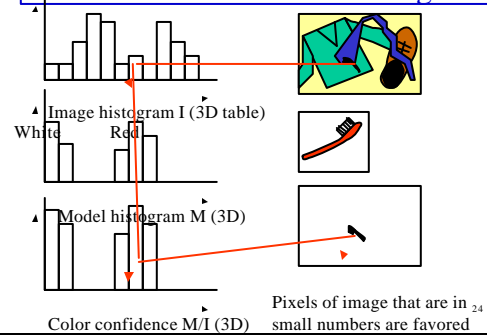 Image histogram I (3D table)
White Red
Model histogram M (3D)
Color confidence M/I (3D)
Pixels of image that are in
small numbers are favored
24